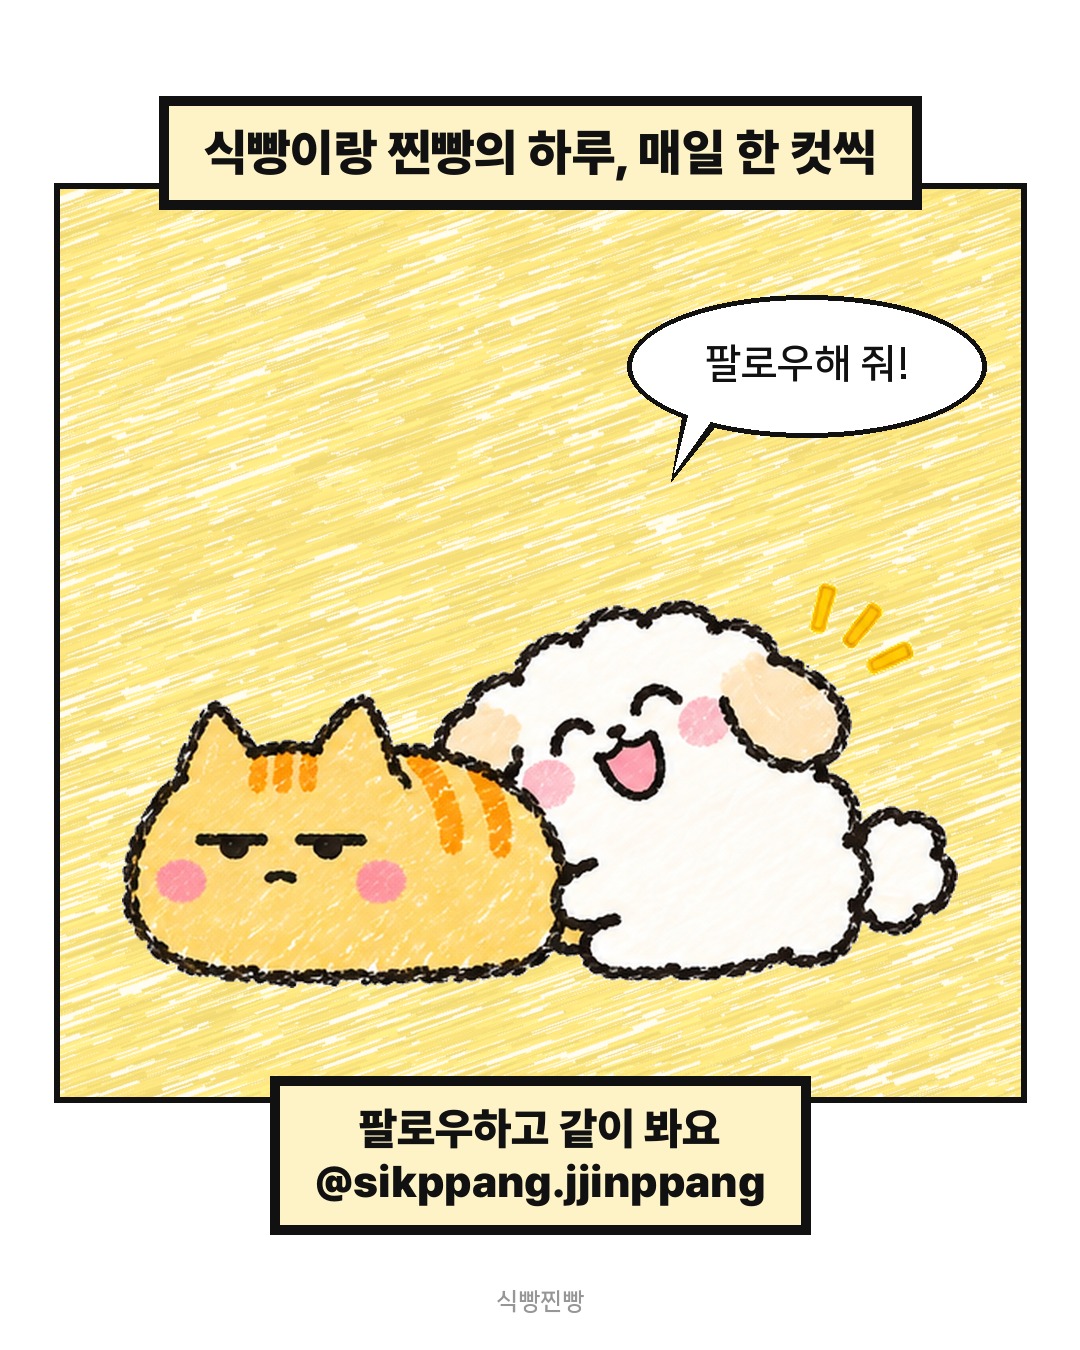 식빵이랑 찐빵의 하루, 매일 한 컷씩
팔로우해 줘!
팔로우하고 같이 봐요
@sikppang.jjinppang
식빵찐빵